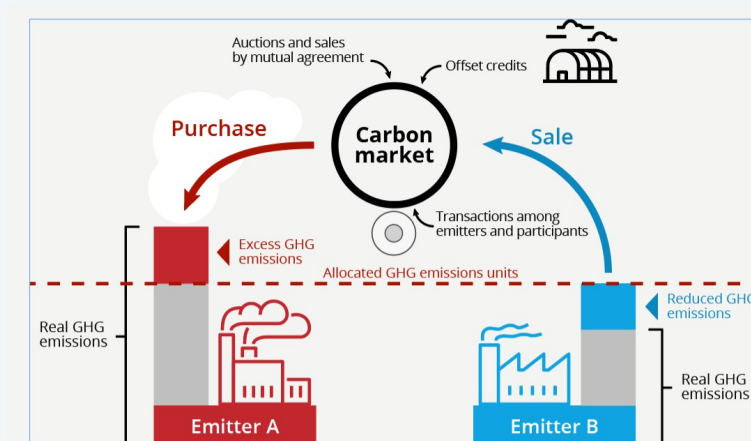 Auctions and sales
by mutual agreement
Offset credits
Purchase
Carbon
market
Sale
Transactions among
emitters and participants
Excess GHG
emissions
Allocated GHG emissions units
Reduced GHG
emissions
Real GHG
emissions
Real GHG
emissions
Emitter A
Emitter B